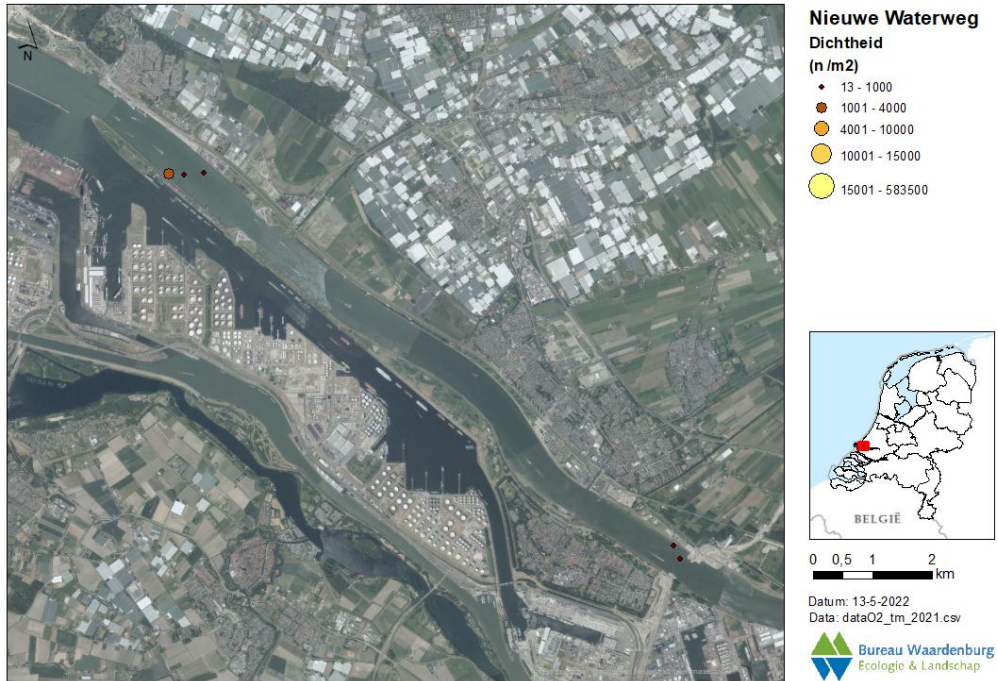 N
Nieuwe Waterweg
Dichtheid
(n /m2)
13 - 1000
1001 - 4000
4001 - 10000
10001 - 15000
15001 - 583500
BELGIË
0 0,5 1 2
km
Datum: 13-5-2022
Data: dataO2_tm_2021.csv
Bureau Waardenburg
Ecologie & Landschap